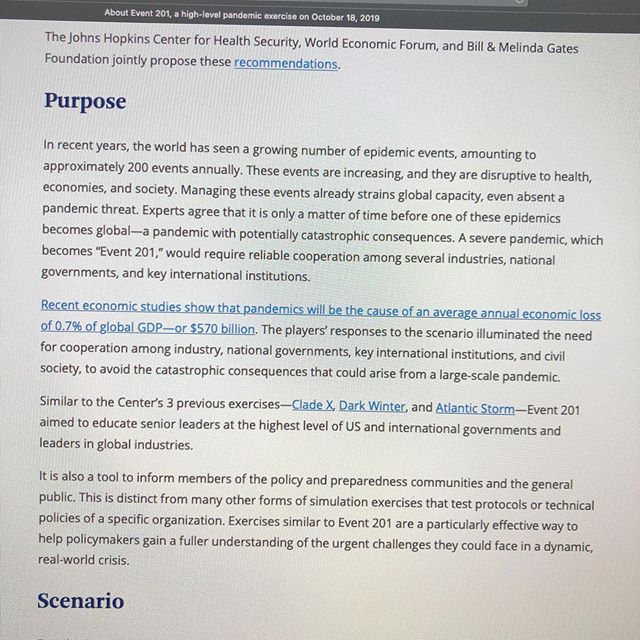 About Event 201, a high-level pandemic exercise on October 18, 2019
The Johns Hopkins Center for Health Security, World Economic Forum, and Bill & Melinda Gates
Foundation jointly propose these recommendations.
Purpose
In recent years, the world has seen a growing number of epidemic events, amounting to
approximately 200 events annually. These events are increasing, and they are disruptive to health,
economies, and society. Managing these events already strains global capacity, even absent a
pandemic threat. Experts agree that it is only a matter of time before one of these epidemics
becomes global—a pandemic with potentially catastrophic consequences. A severe pandemic, which
becomes “Event 201,” would require reliable cooperation among several industries, national
governments, and key international institutions.
Recent economic studies show that pandemics will be the cause of an average annual economic loss
of 0.7% of global GDP—or $570 billion. The players’ responses to the scenario illuminated the need
for cooperation among industry, national governments, key international institutions, and civil
society, to avoid the catastrophic consequences that could arise from a large-scale pandemic.
Similar to the Center’s 3 previous exercises—Clade X, Dark Winter, and Atlantic Storm—Event 201
aimed to educate senior leaders at the highest level of US and international governments and
leaders in global industries.
It is also a tool to inform members of the policy and preparedness communities and the general
public. This is distinct from many other forms of simulation exercises that test protocols or technical
policies of a specific organization. Exercises similar to Event 201 are a particularly effective way to
help policymakers gain a fuller understanding of the urgent challenges they could face in a dynamic,
real-world crisis.
Scenario